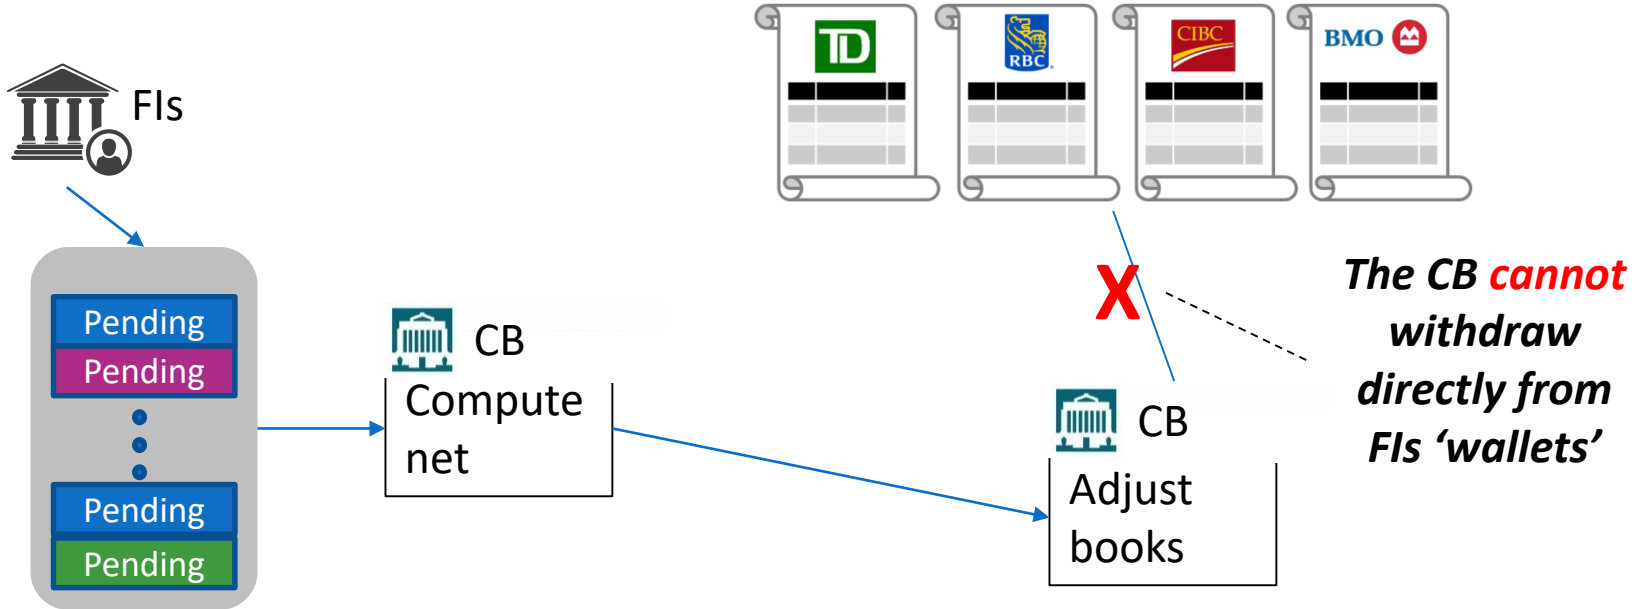 TD
RBC
CIBC
BMO
FIs
Pending
Pending
Pending
Pending
CB
Compute
net
X
CB
Adjust
books
The CB cannot
withdraw
directly from
FIs ‘wallets’